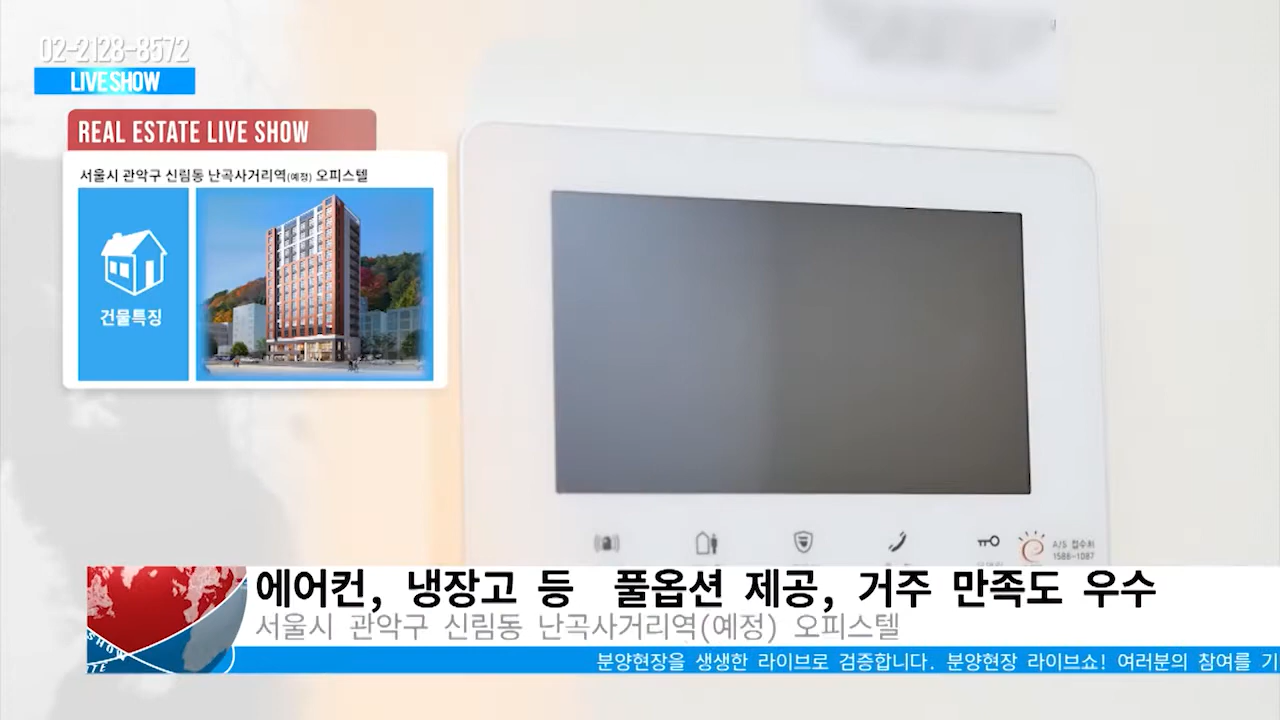 02-2128-8572
LIVE SHOW
REAL ESTATE LIVE SHOW
서울시 관악구 신림동 난곡사거리역(예정) 오피스텔
건물특징
A/S 접수처
1586-1087
에어컨, 냉장고 등 풀옵션 제공, 거주 만족도 우수
서울시 관악구 신림동 난곡사거리역(예정) 오피스텔
SHOW
분양현장을 생생한 라이브로 검증합니다. 분양현장 라이브쇼! 여러분의 참여를 기